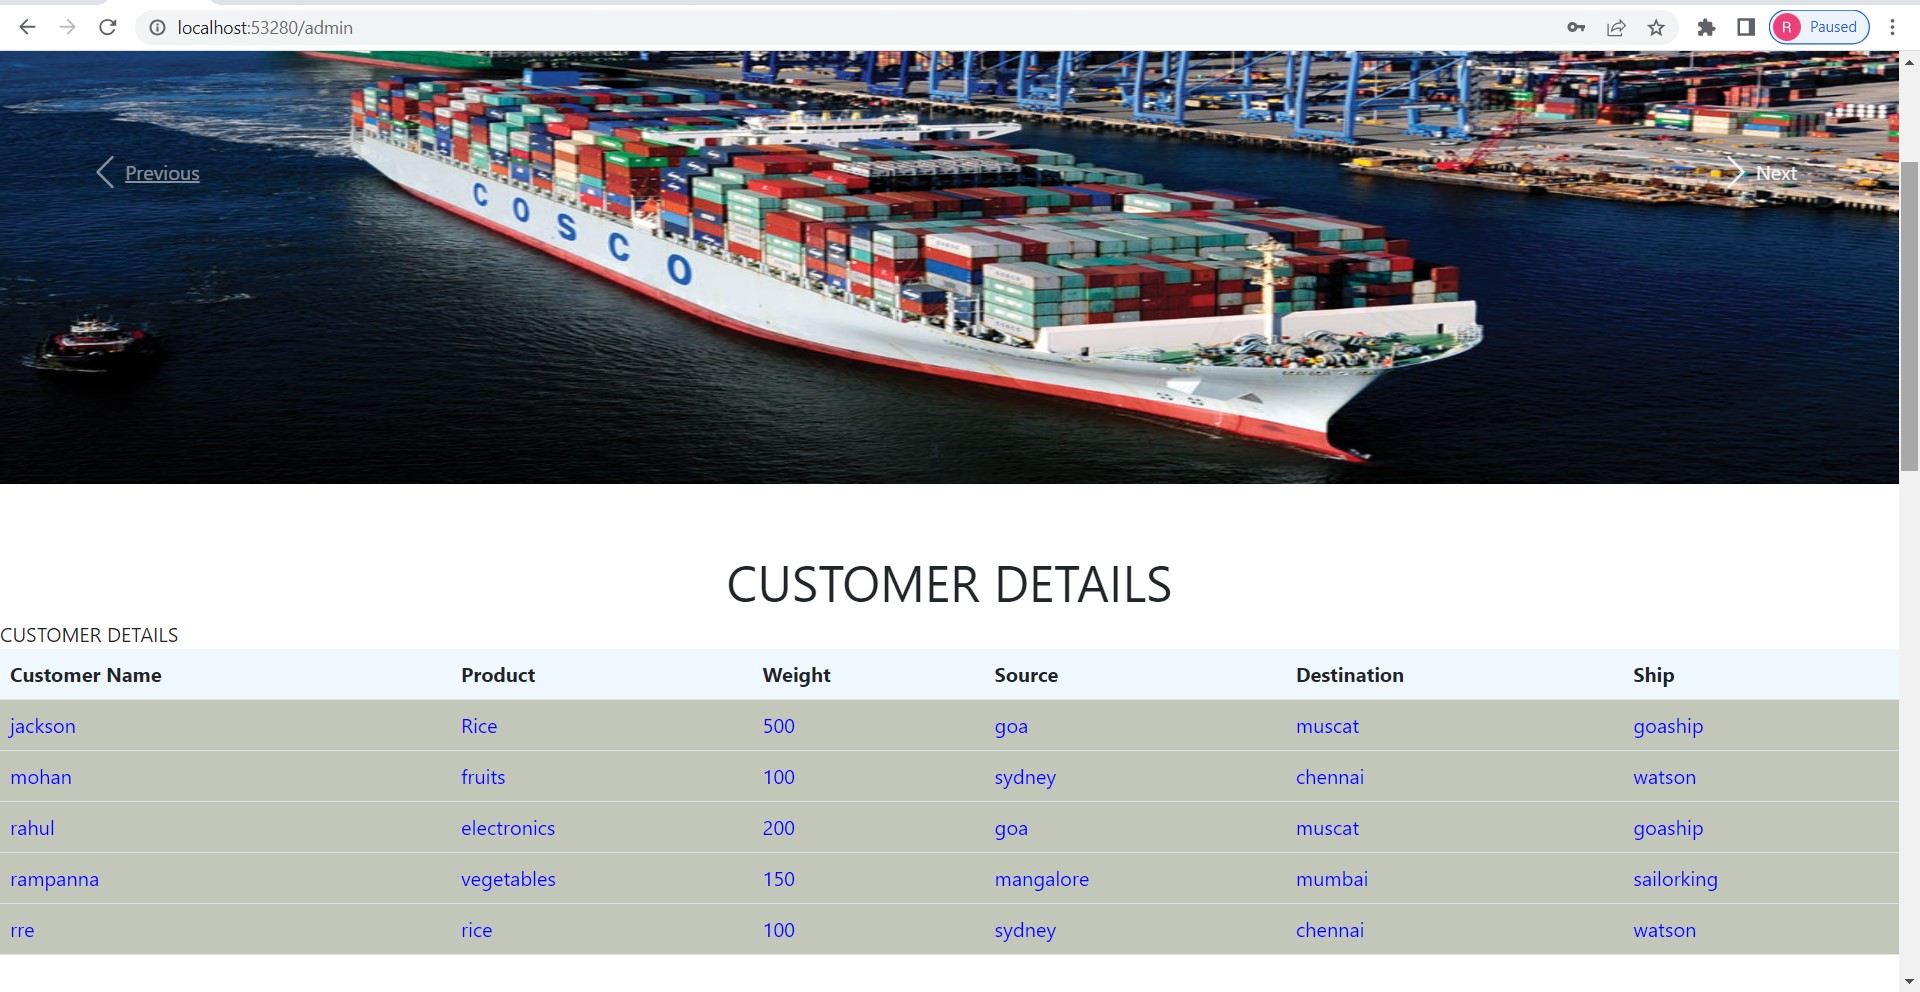 localhost:53280/admin
R Paused
Previous
Next
COSCO
CUSTOMER DETAILS
CUSTOMER DETAILS
Customer Name Product Weight Source Destination Ship
jackson Rice 500 goa muscat goaship
mohan fruits 100 sydney chennai watson
rahul electronics 200 goa muscat goaship
rampanna vegetables 150 mangalore mumbai sailorking
rre rice 100 sydney chennai watson